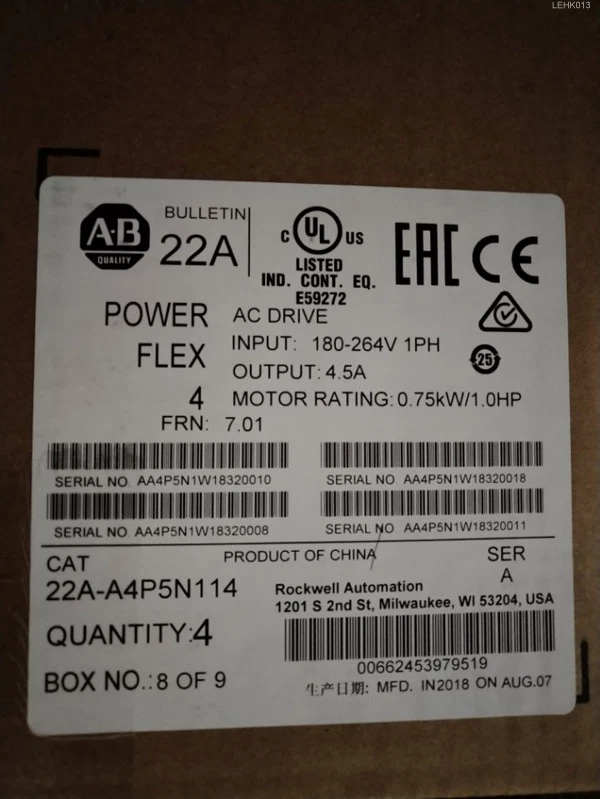 LEHK013
A·B
QUALITY
BULLETIN
22A
C UL US
LISTED
IND. CONT. EQ.
E59272
EAC CE
POWER
FLEX
4
AC DRIVE
INPUT: 180-264V 1PH
OUTPUT: 4.5A
MOTOR RATING: 0.75kW/1.0HP
25
FRN: 7.01
SERIAL NO. AA4P5N1W18320010
SERIAL NO. AA4P5N1W18320018
SERIAL NO. AA4P5N1W18320008
SERIAL NO. AA4P5N1W18320011
CAT
22A-A4P5N114
PRODUCT OF CHINA
SER
A
Rockwell Automation
1201 S 2nd St, Milwaukee, WI 53204, USA
QUANTITY:4
00662453979519
BOX NO.:8 OF 9
生产日期: MFD. IN2018 ON AUG.07